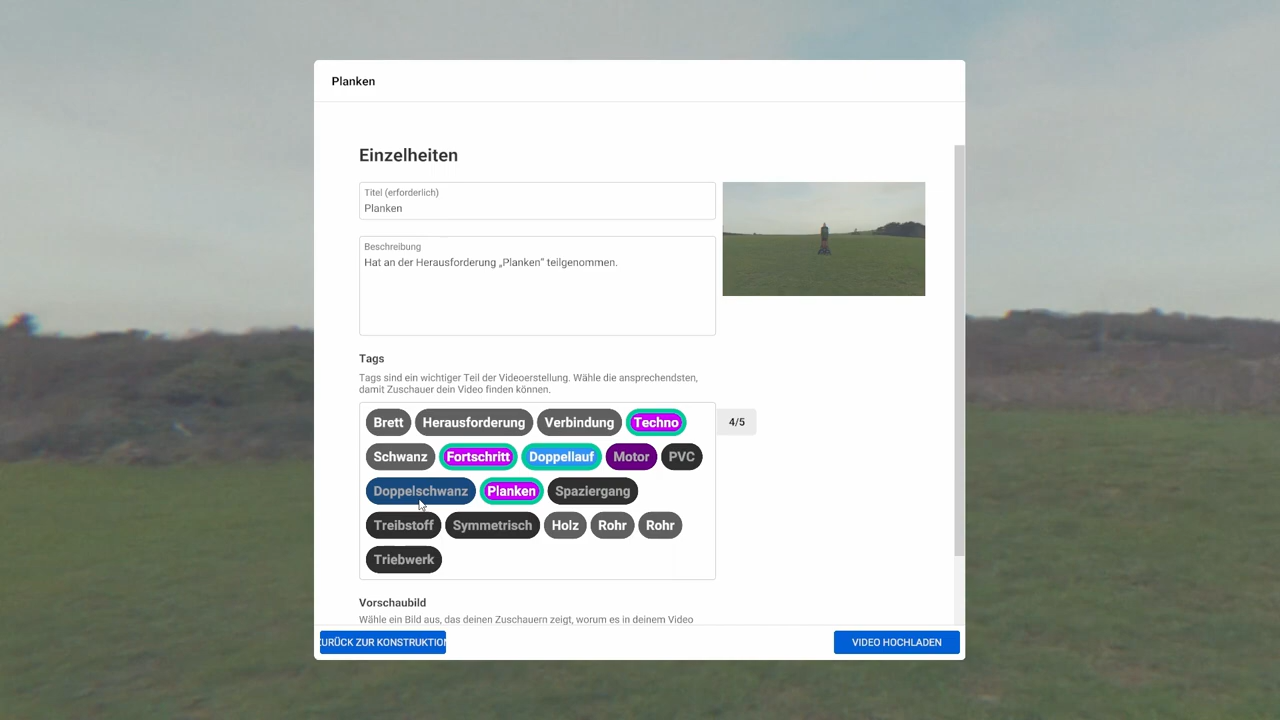 Planken
Einzelheiten
Titel (erforderlich)
Planken
Beschreibung
Hat an der Herausforderung „Planken" teilgenommen.
Tags
Tags sind ein wichtiger Teil der Videoerstellung. Wähle die ansprechendsten,
damit Zuschauer dein Video finden können.
Brett Herausforderung Verbindung Techno 4/5
Schwanz Fortschritt Doppellauf Motor PVC
Doppelschwanz Planken Spaziergang
Treibstoff Symmetrisch Holz Rohr Rohr
Triebwerk
Vorschaubild
Wähle ein Bild aus, das deinen Zuschauern zeigt, worum es in deinem Video
ZURÜCK ZUR KONSTRUKTION VIDEO HOCHLADEN